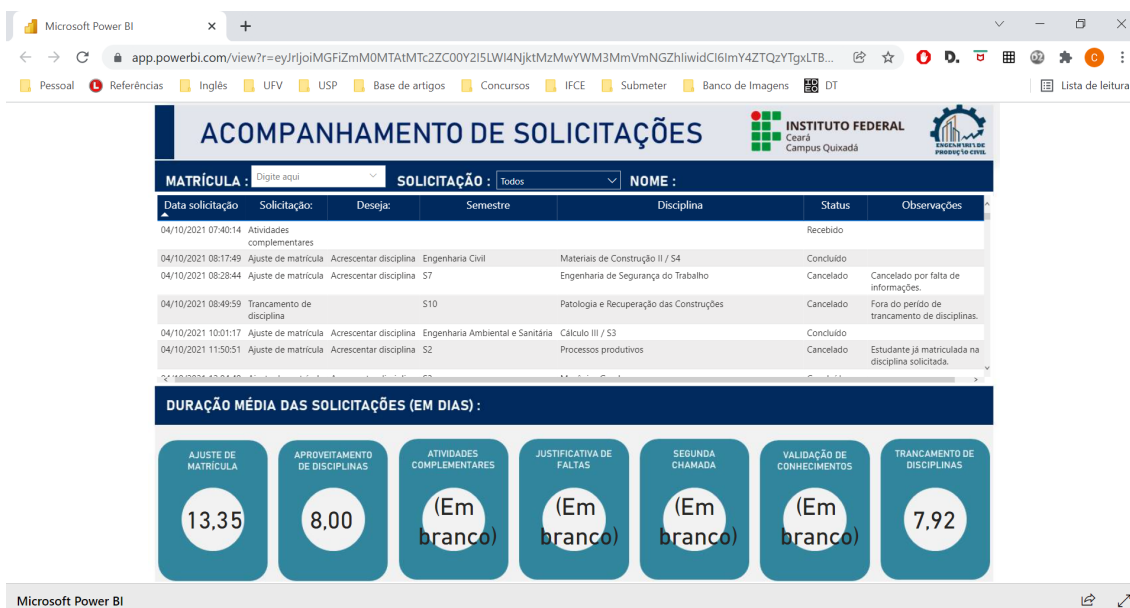 Microsoft Power BI
app.powerbi.com/view?r=eyJrIjoiMGFiZmM0MTAtMTc2ZC00Y2I5LWI4NjktMzMwYWM3MmVmNGZhIiwidCI6ImY4ZTQzYTgxLTB...
Pessoal Referências Inglês UFV USP Base de artigos Concursos IFCE Submeter Banco de Imagens DT Lista de leitura
ACOMPANHAMENTO DE SOLICITAÇÕES
INSTITUTO FEDERAL
Ceará
Campus Quixadá
ENGENHARIA DE
PRODUÇÃO CIVIL
MATRÍCULA : Digite aqui SOLICITAÇÃO : Todos NOME :
Data solicitação Solicitação: Deseja: Semestre Disciplina Status Observações
04/10/2021 07:40:14 Atividades complementares Recebido
04/10/2021 08:17:49 Ajuste de matrícula Acrescentar disciplina Engenharia Civil Materiais de Construção II / S4 Concluído
04/10/2021 08:28:44 Ajuste de matrícula Acrescentar disciplina S7 Engenharia de Segurança do Trabalho Cancelado Cancelado por falta de informações.
04/10/2021 08:49:59 Trancamento de disciplina S10 Patologia e Recuperação das Construções Cancelado Fora do perído de trancamento de disciplinas.
04/10/2021 10:01:17 Ajuste de matrícula Acrescentar disciplina Engenharia Ambiental e Sanitária Cálculo III / S3 Concluído
04/10/2021 11:50:51 Ajuste de matrícula Acrescentar disciplina S2 Processos produtivos Cancelado Estudante já matriculada na disciplina solicitada.
DURAÇÃO MÉDIA DAS SOLICITAÇÕES (EM DIAS) :
AJUSTE DE MATRÍCULA
13,35
APROVEITAMENTO DE DISCIPLINAS
8,00
ATIVIDADES COMPLEMENTARES
(Em branco)
JUSTIFICATIVA DE FALTAS
(Em branco)
SEGUNDA CHAMADA
(Em branco)
VALIDAÇÃO DE CONHECIMENTOS
(Em branco)
TRANCAMENTO DE DISCIPLINAS
7,92
Microsoft Power BI